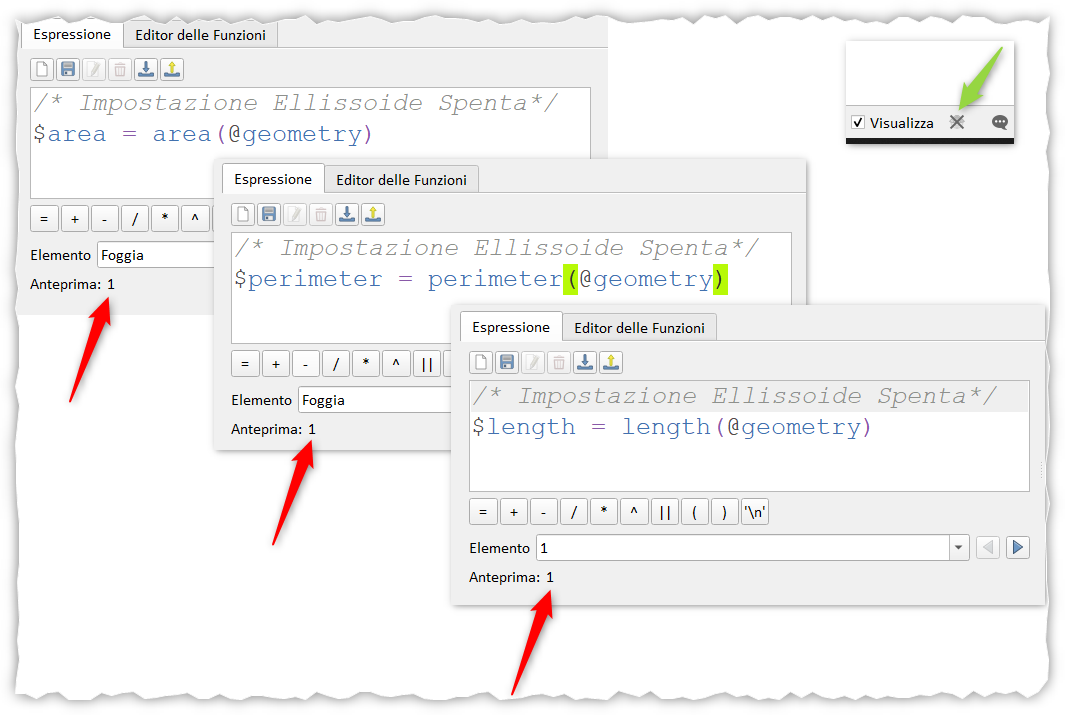 Espressione Editor delle Funzioni
/* Impostazione Ellissoide Spenta*/
$area = area(@geometry)
= + - / * ^
Elemento Foggia
Anteprima: 1
Visualizza
Espressione Editor delle Funzioni
/* Impostazione Ellissoide Spenta*/
$perimeter = perimeter(@geometry)
= + - / * ^ ||
Elemento Foggia
Anteprima: 1
Espressione Editor delle Funzioni
/* Impostazione Ellissoide Spenta*/
$length = length(@geometry)
= + - / * ^ || ( ) '\n'
Elemento 1
Anteprima: 1